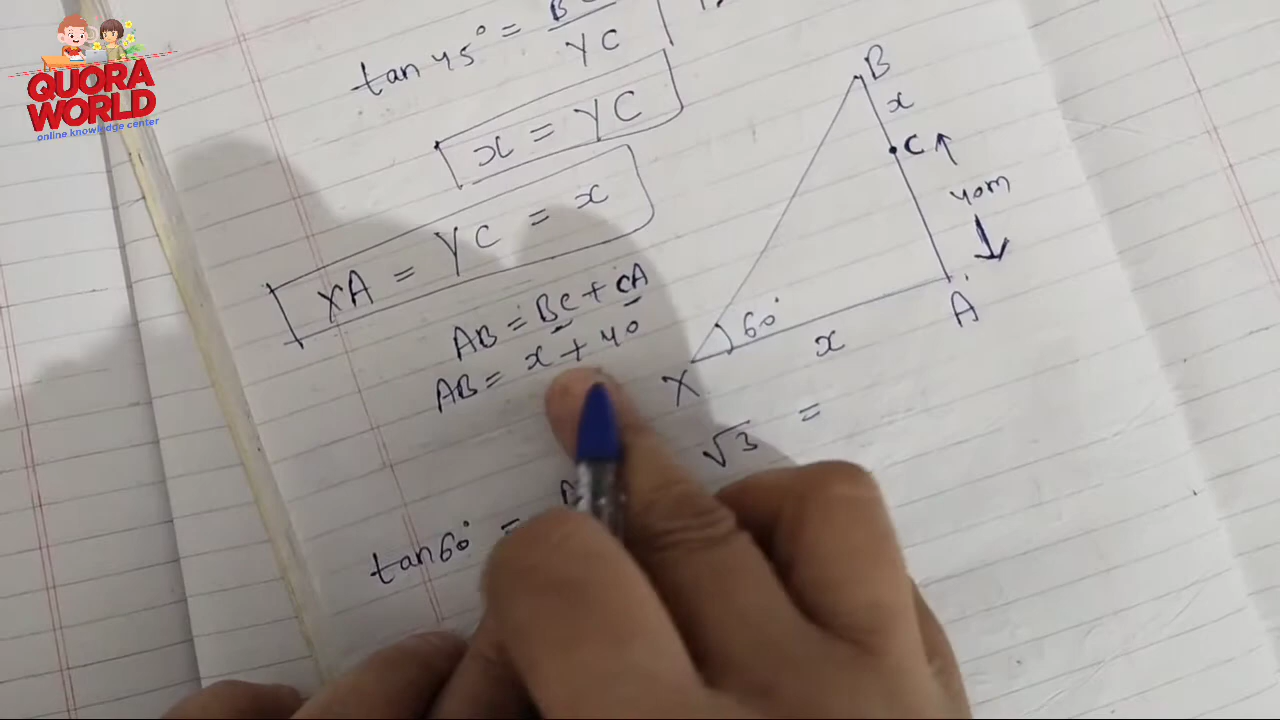 QUORA
WORLD
online knowledge center
tan 45° = B / YC
x = YC
XA = YC = x
AB = BC + CA
AB = x + 40
tan 60° =
√3 =
B
x
C
40m
A
60°
x
X